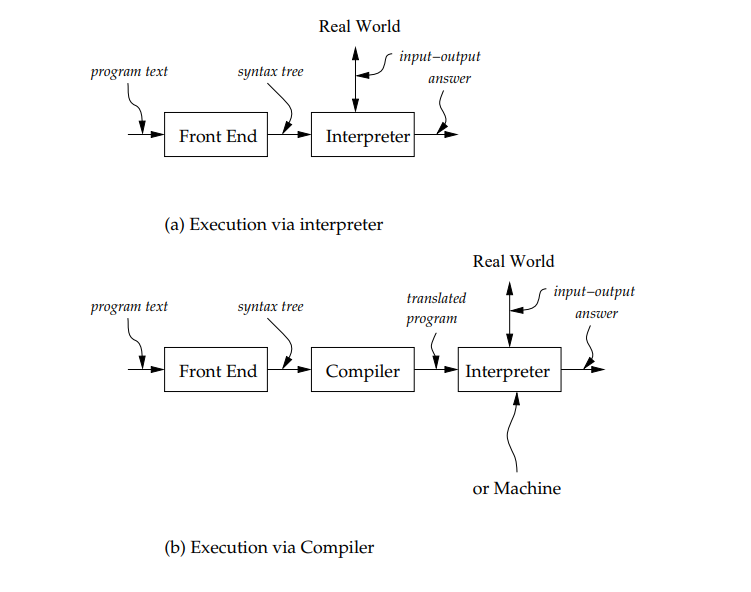 Real World
input−output
program text
syntax tree
answer
Front End
Interpreter
(a) Execution via interpreter
Real World
input−output
translated
program text
syntax tree
answer
program
Front End
Compiler
Interpreter
or Machine
(b) Execution via Compiler